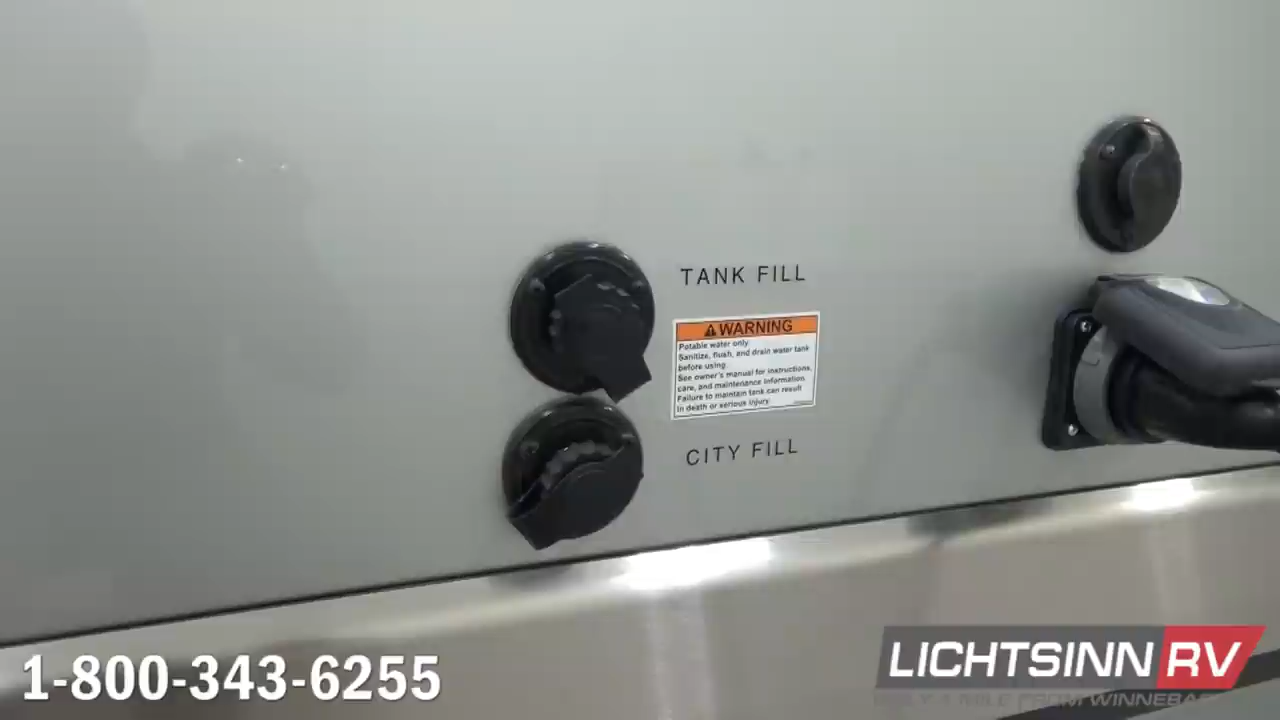 TANK FILL
WARNING
Potable water only
Sanitize, flush, and drain water tank
before using
See owner's manual for instructions,
care, and maintenance information
Failure to maintain tank can result
in death or serious injury
CITY FILL
1-800-343-6255
LICHTSINN RV
FROM